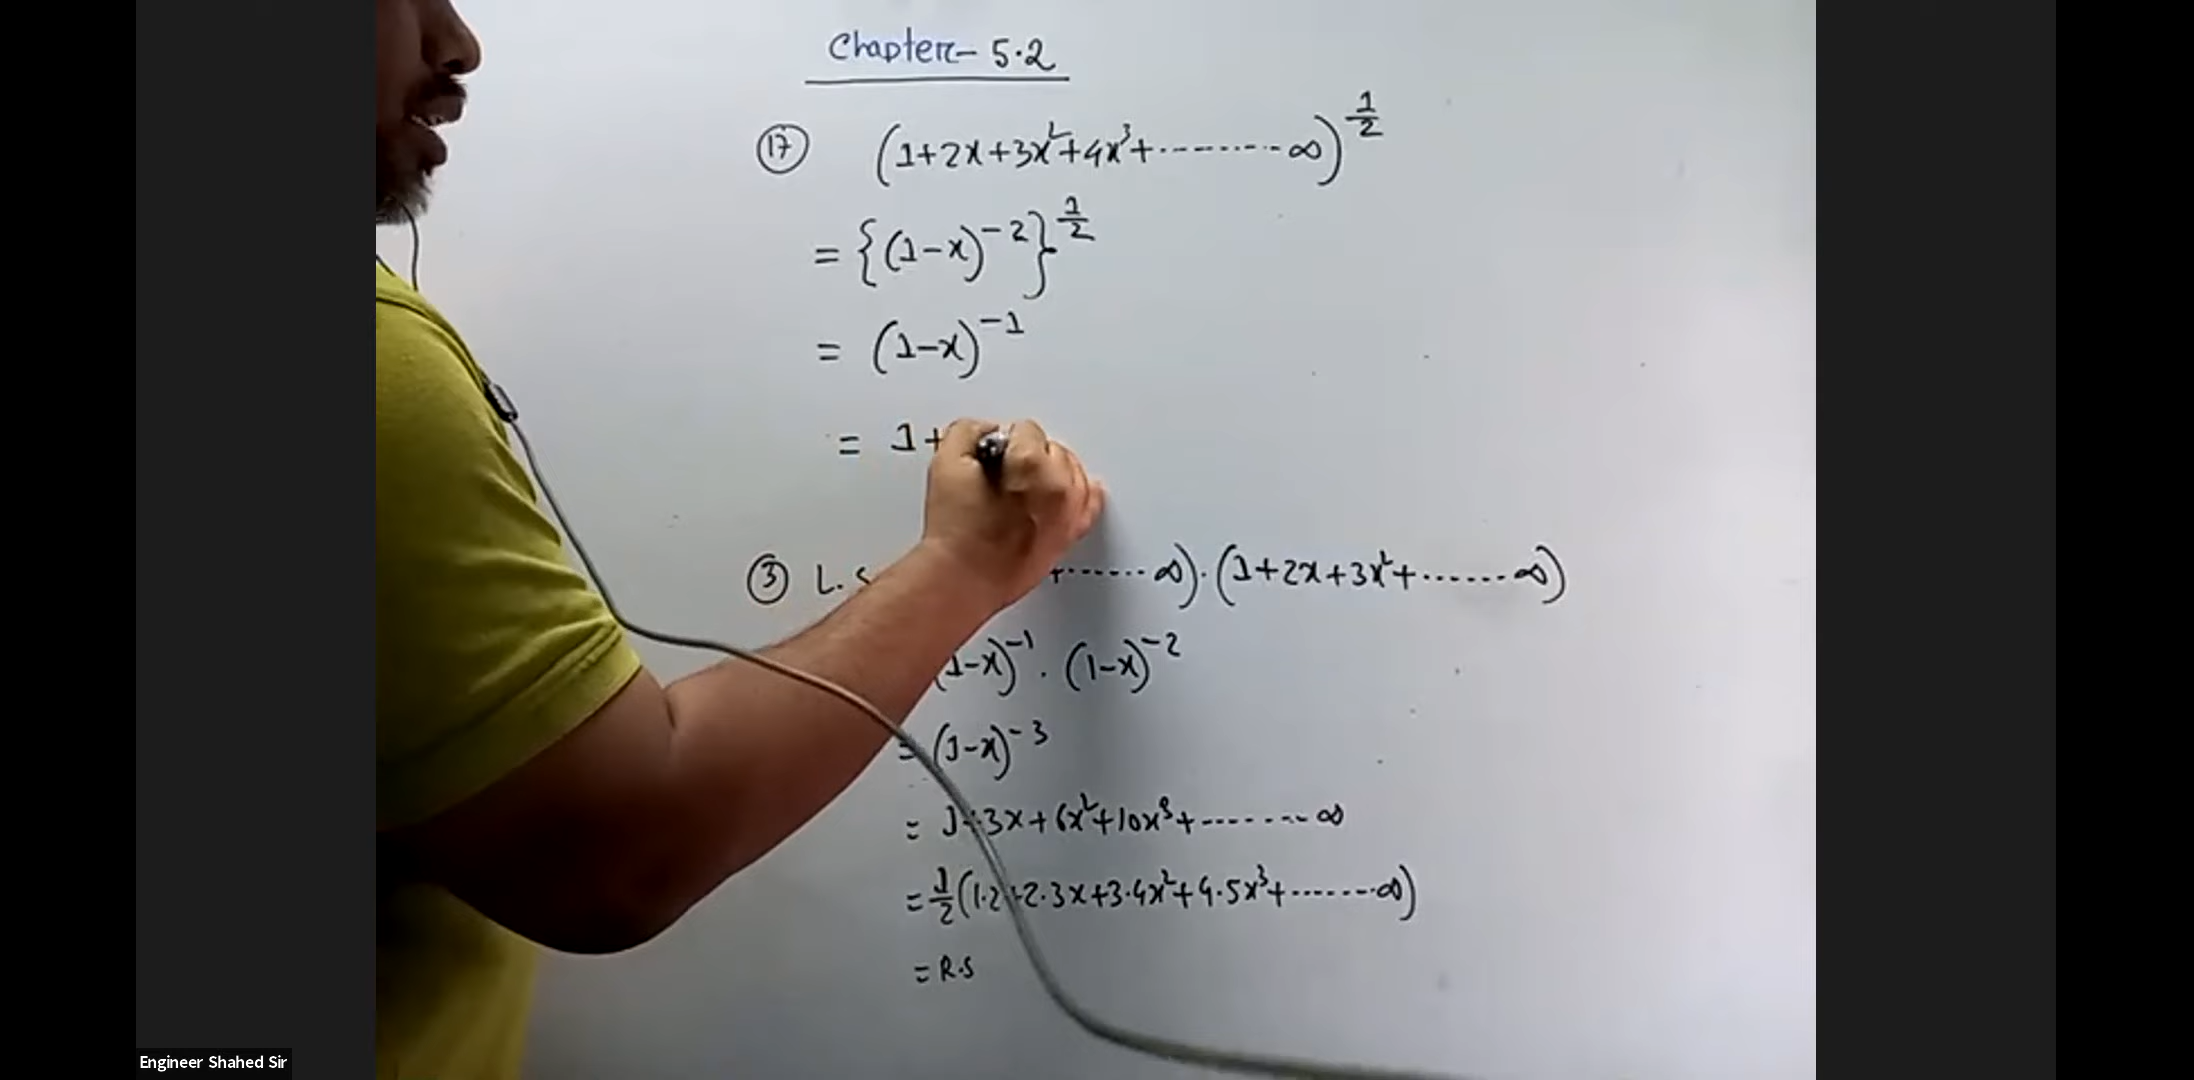 Chapter- 5.2
17 (1+2x+3x²+4x³+---------∞)^1/2
= {(1-x)^-2}^1/2
= (1-x)^-1
= 1+
3 L.S +------∞).(1+2x+3x²+------∞)
(1-x)^-1 . (1-x)^-2
= (1-x)^-3
= 1+3x+6x²+10x³+--------∞
= 1/2 (1.2+2.3x+3.4x²+4.5x³+-------∞)
= R.S
Engineer Shahed Sir